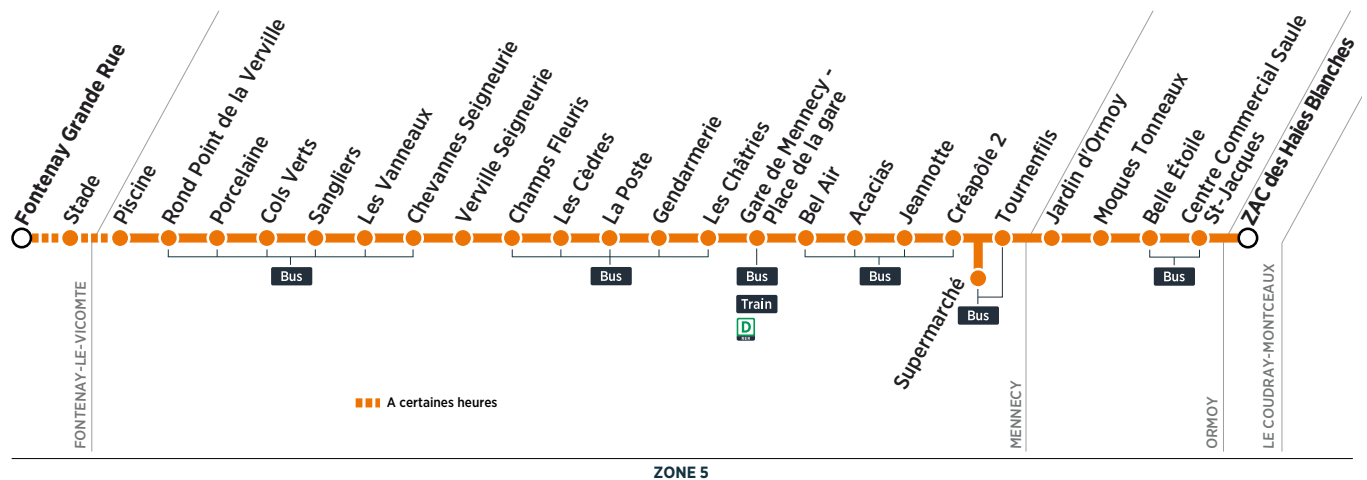 Fontenay Grande Rue
Stade
Piscine
Rond Point de la Verville
Porcelaine
Cols Verts
Sangliers
Les Vanneaux
Chevannes Seigneurie
Verville Seigneurie
Champs Fleuris
Les Cèdres
La Poste
Gendarmerie
Les Châtries
Gare de Mennecy -
Place de la gare
Bel Air
Acacias
Jeannotte
Créapôle 2
Tournenfils
Jardin d'Ormoy
Moques Tonneaux
Belle Étoile
Centre Commercial Saule
St-Jacques
ZAC des Haies Blanches
Bus
Bus
Bus
Train
D
RER
Bus
Supermarché
Bus
Bus
FONTENAY-LE-VICOMTE
MENNECY
ORMOY
LE COUDRAY-MONTCEAUX
A certaines heures
ZONE 5